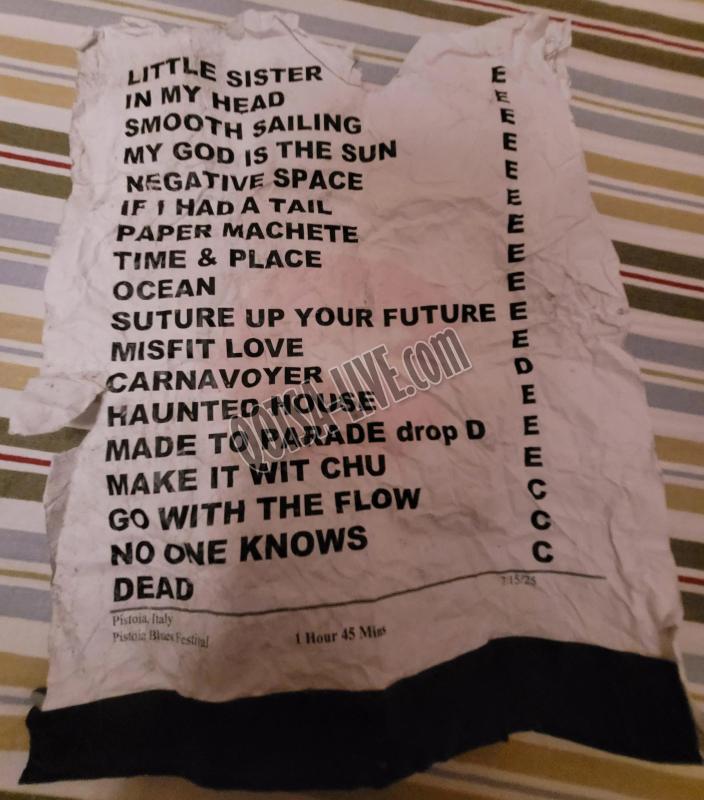 LITTLE SISTER E
IN MY HEAD E
SMOOTH SAILING E
MY GOD IS THE SUN E
NEGATIVE SPACE E
IF I HAD A TAIL E
PAPER MACHETE E
TIME & PLACE E
OCEAN E
SUTURE UP YOUR FUTURE E
MISFIT LOVE E
CARNAVOYER D
HAUNTED HOUSE E
MADE TO PARADE drop D E
MAKE IT WIT CHU E
GO WITH THE FLOW C
NO ONE KNOWS C
DEAD C
7/15/25
Pistoia, Italy
Pistoia Blues Festival
1 Hour 45 Mins
QOTSA-LIVE.com